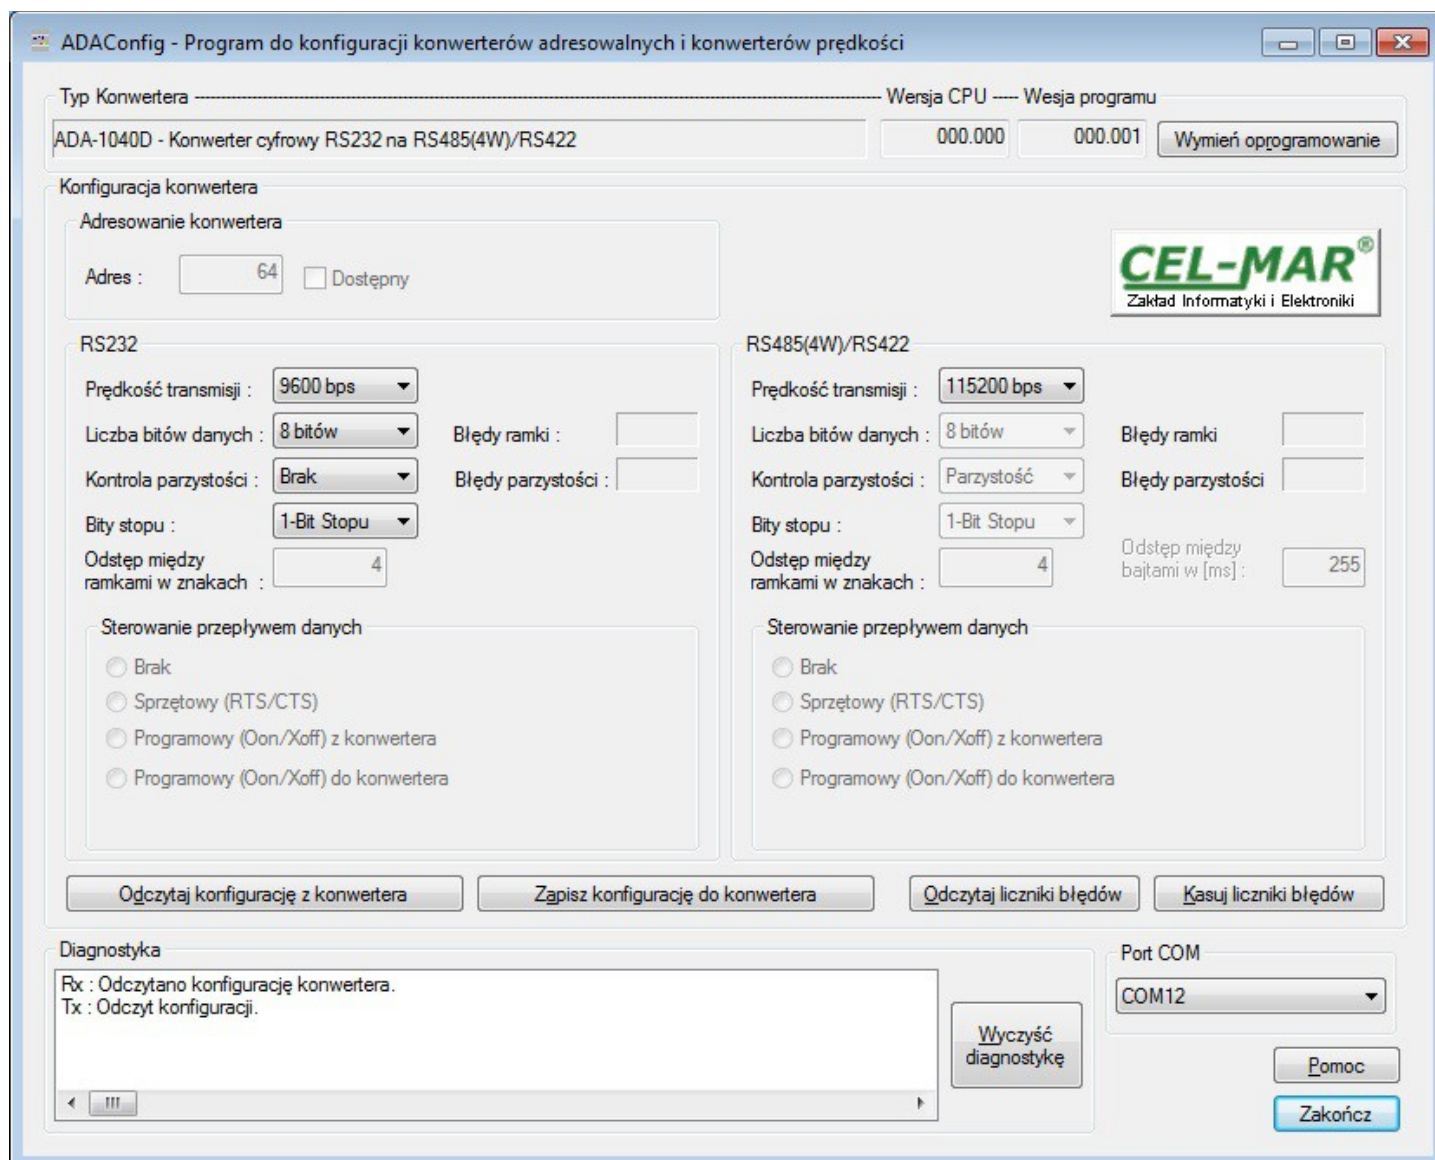 ADAConfig - Program do konfiguracji konwerterów adresowalnych i konwerterów prędkości
Typ Konwertera Wersja CPU Wesja programu
ADA-1040D - Konwerter cyfrowy RS232 na RS485(4W)/RS422 000.000 000.001 Wymień oprogramowanie
Konfiguracja konwertera
Adresowanie konwertera
Adres : 64 Dostępny
CEL-MAR®
Zakład Informatyki i Elektroniki
RS232
Prędkość transmisji : 9600 bps
Liczba bitów danych : 8 bitów Błędy ramki :
Kontrola parzystości : Brak Błędy parzystości :
Bity stopu : 1-Bit Stopu
Odstęp między
ramkami w znakach : 4
Sterowanie przepływem danych
Brak
Sprzętowy (RTS/CTS)
Programowy (Oon/Xoff) z konwertera
Programowy (Oon/Xoff) do konwertera
RS485(4W)/RS422
Prędkość transmisji : 115200 bps
Liczba bitów danych : 8 bitów Błędy ramki
Kontrola parzystości : Parzystość Błędy parzystości
Bity stopu : 1-Bit Stopu
Odstęp między
ramkami w znakach : 4
Odstęp między
bajtami w [ms] : 255
Sterowanie przepływem danych
Brak
Sprzętowy (RTS/CTS)
Programowy (Oon/Xoff) z konwertera
Programowy (Oon/Xoff) do konwertera
Odczytaj konfigurację z konwertera Zapisz konfigurację do konwertera Odczytaj liczniki błędów Kasuj liczniki błędów
Diagnostyka
Rx : Odczytano konfigurację konwertera.
Tx : Odczyt konfiguracji.
Wyczyść
diagnostykę
Port COM
COM12
Pomoc
Zakończ